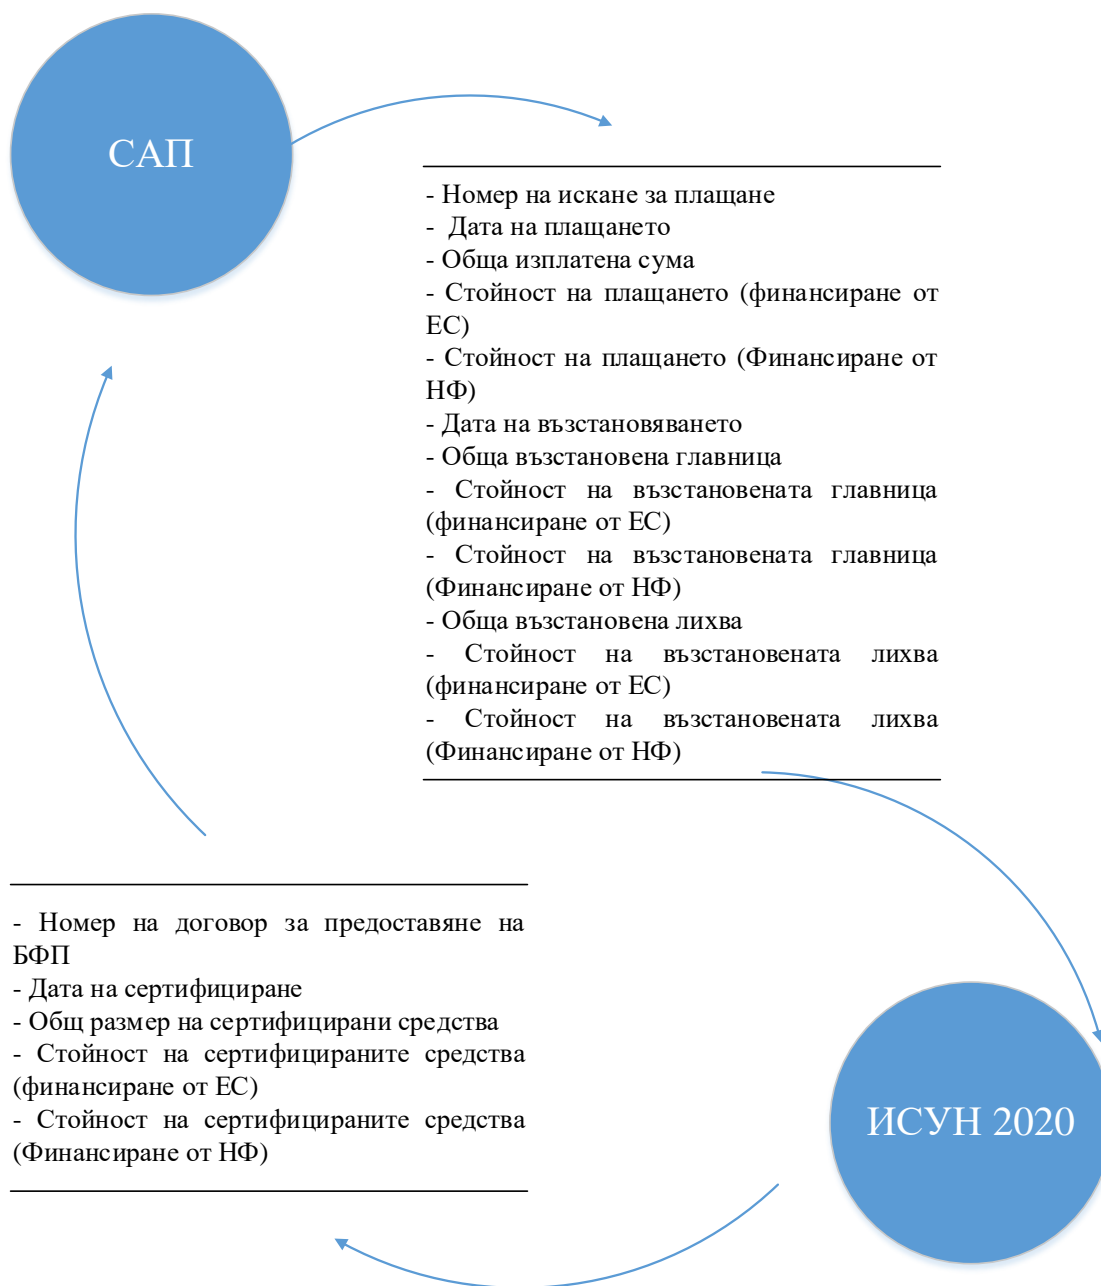 САП
- Номер на искане за плащане
-  Дата на плащането
- Обща изплатена сума
- Стойност на плащането (финансиране от
ЕС)
- Стойност на плащането (Финансиране от
НФ)
- Дата на възстановяването
- Обща възстановена главница
- Стойност на възстановената главница
(финансиране от ЕС)
- Стойност на възстановената главница
(Финансиране от НФ)
- Обща възстановена лихва
- Стойност на възстановената лихва
(финансиране от ЕС)
- Стойност на възстановената лихва
(Финансиране от НФ)
- Номер на договор за предоставяне на
БФП
- Дата на сертифициране
- Общ размер на сертифицирани средства
- Стойност на сертифицираните средства
(финансиране от ЕС)
- Стойност на сертифицираните средства
(Финансиране от НФ)
ИСУН 2020